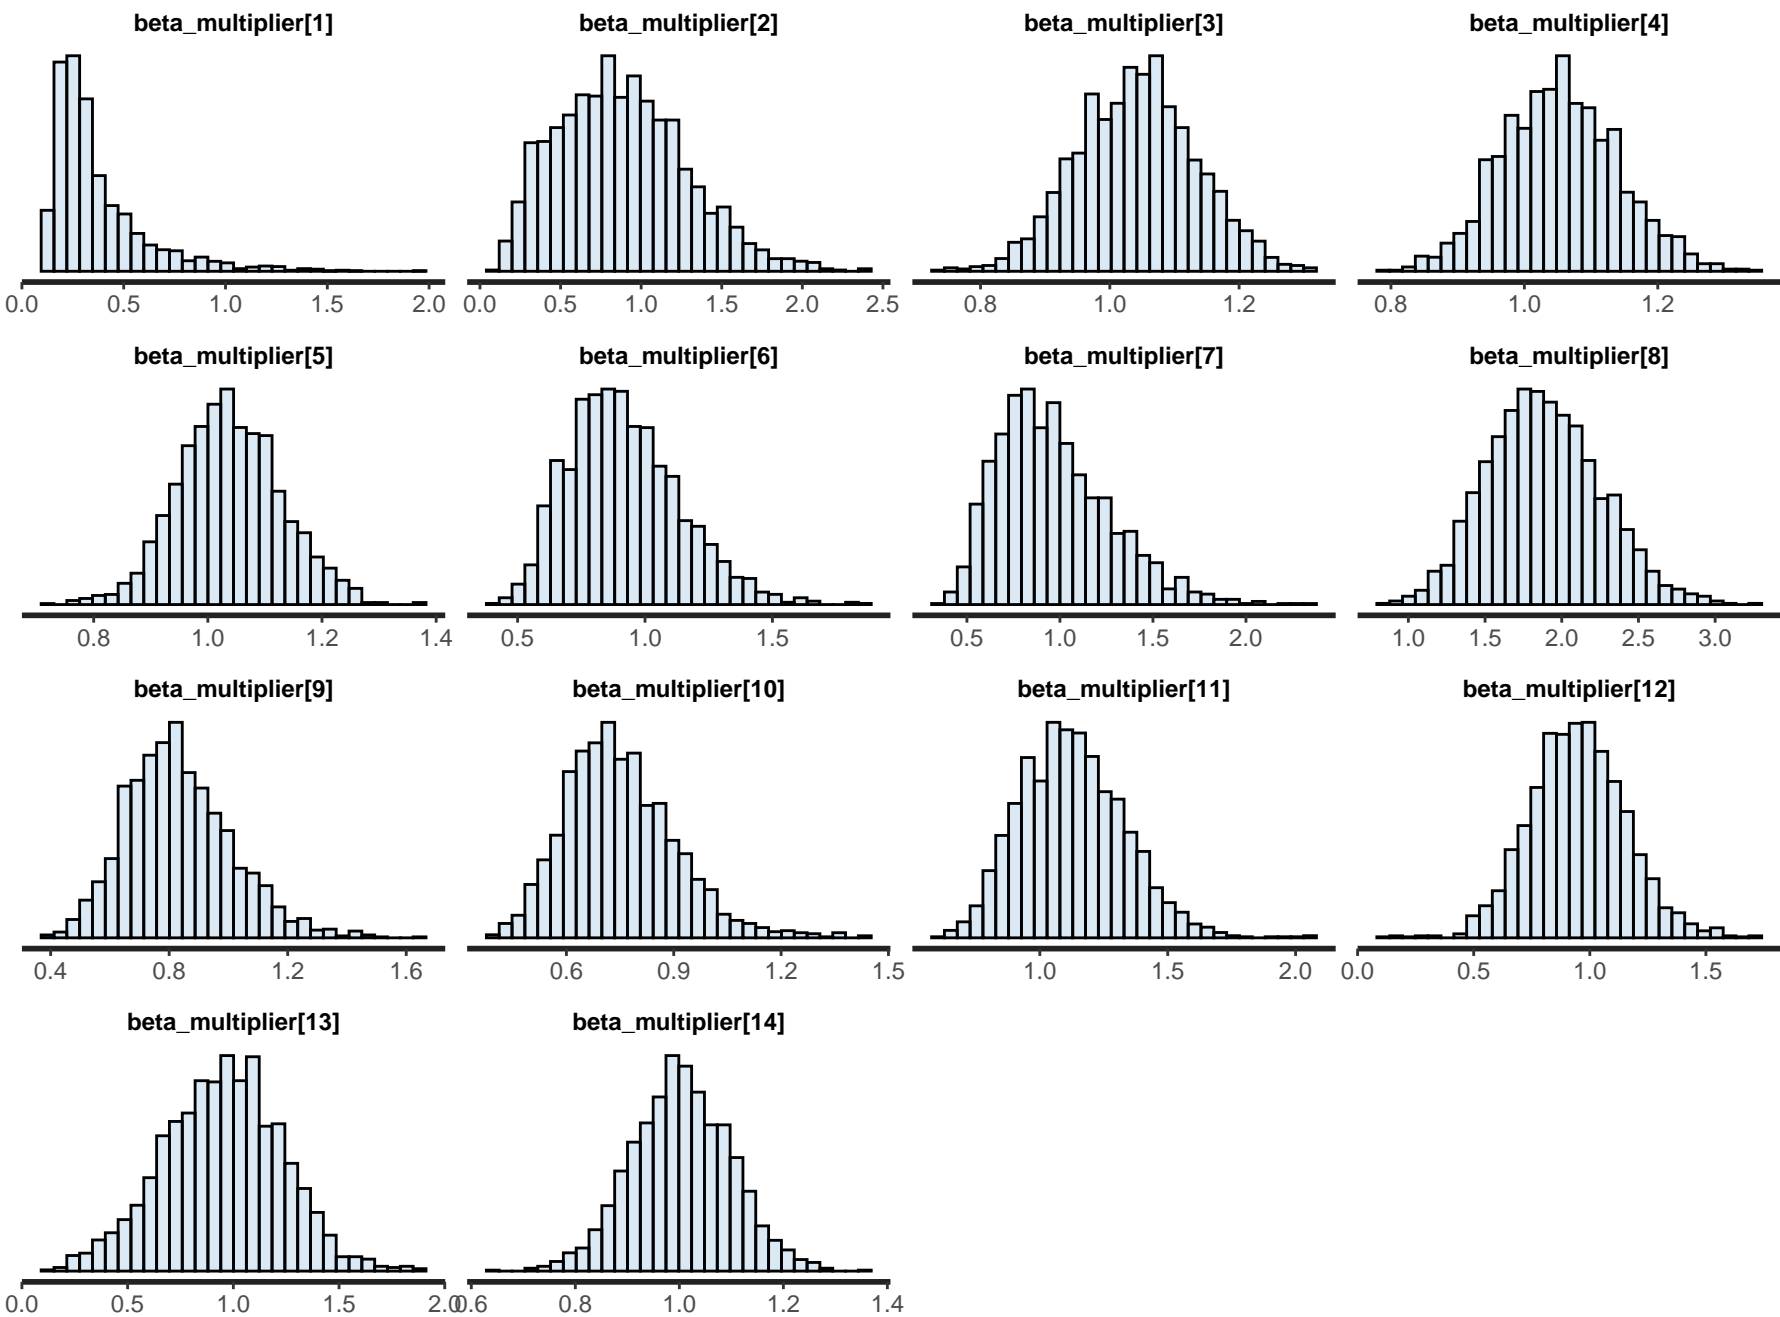 beta_multiplier[1] beta_multiplier[2] beta_multiplier[3] beta_multiplier[4]
0.0 0.5 1.0 1.5 2.0 0.0 0.5 1.0 1.5 2.0 2.5 0.8 1.0 1.2 0.8 1.0 1.2
beta_multiplier[5] beta_multiplier[6] beta_multiplier[7] beta_multiplier[8]
0.8 1.0 1.2 1.4 0.5 1.0 1.5 0.5 1.0 1.5 2.0 1.0 1.5 2.0 2.5 3.0
beta_multiplier[9] beta_multiplier[10] beta_multiplier[11] beta_multiplier[12]
0.4 0.8 1.2 1.6 0.6 0.9 1.2 1.5 1.0 1.5 2.0 0.0 0.5 1.0 1.5
beta_multiplier[13] beta_multiplier[14]
0.0 0.5 1.0 1.5 2.0 0.6 0.8 1.0 1.2 1.4